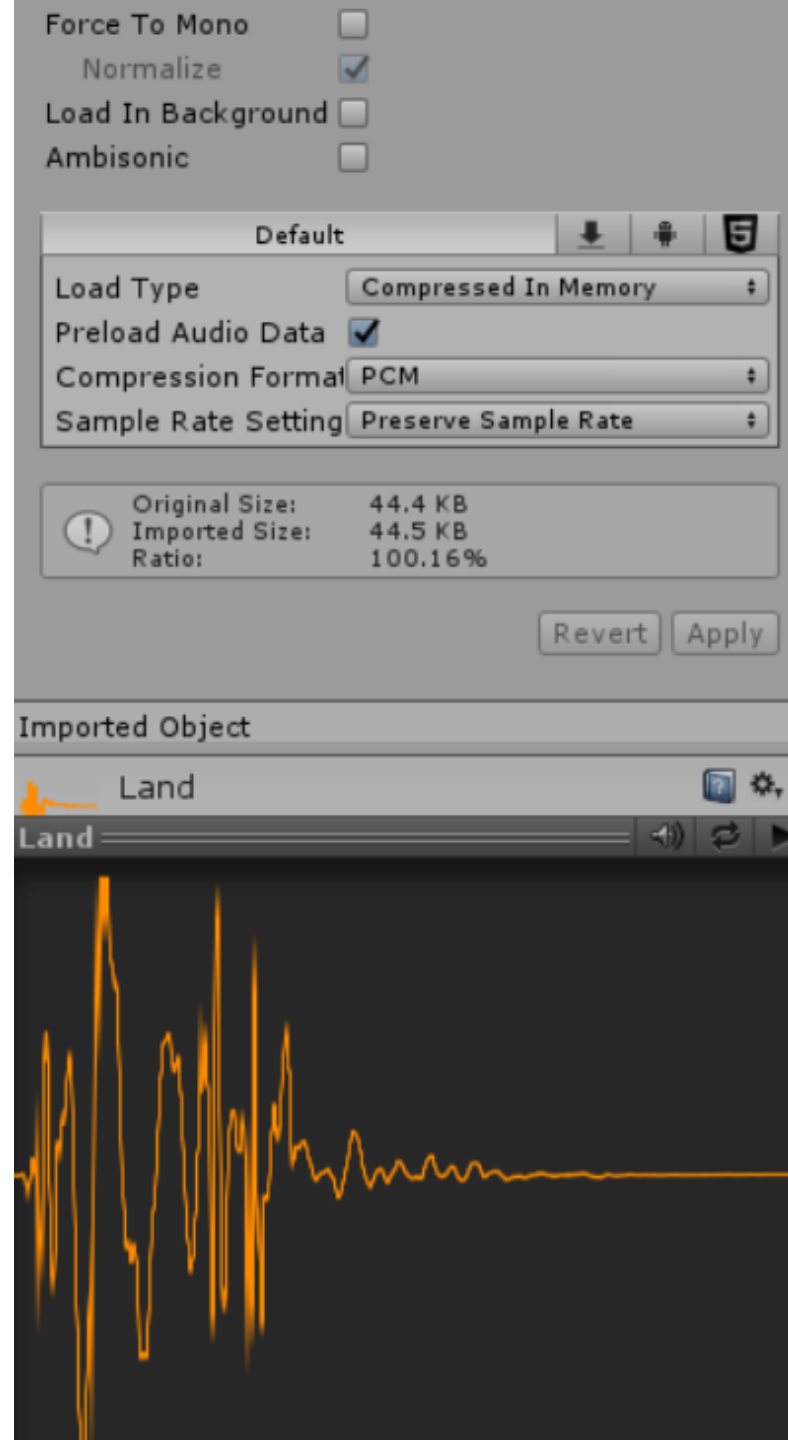 Force To Mono
Normalize
Load In Background
Ambisonic
Default
Load Type Compressed In Memory
Preload Audio Data
Compression Format PCM
Sample Rate Setting Preserve Sample Rate
Original Size: 44.4 KB
Imported Size: 44.5 KB
Ratio: 100.16%
Revert Apply
Imported Object
Land
Land